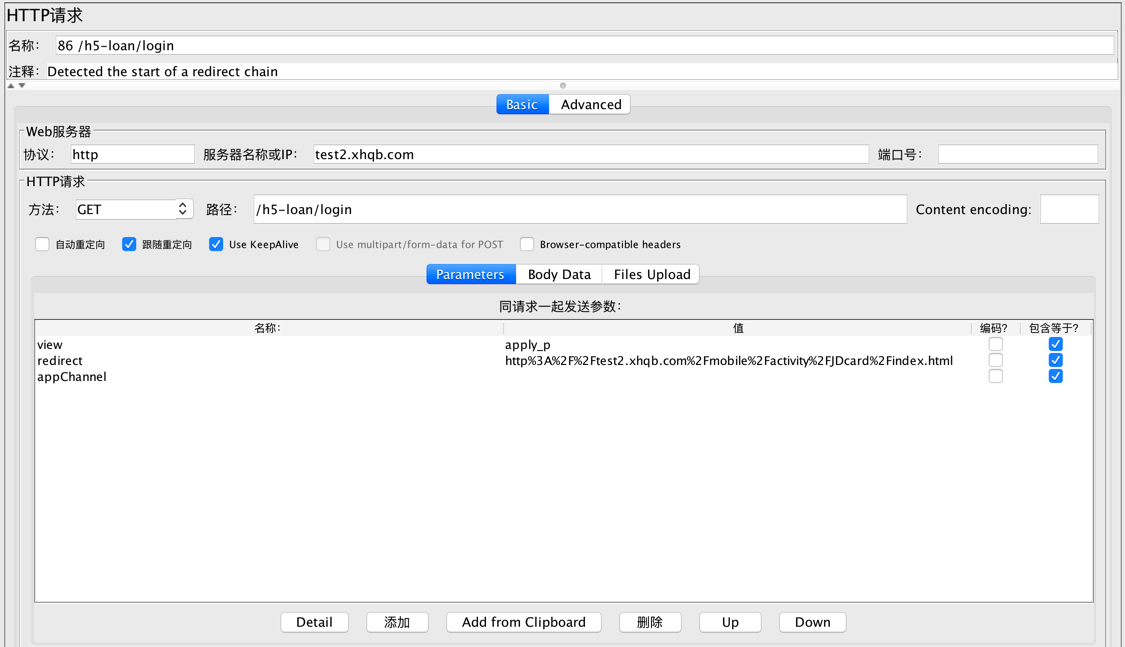 HTTP请求
名称： 86 /h5-loan/login
注释： Detected the start of a redirect chain
Basic Advanced
Web服务器
协议： http 服务器名称或IP： test2.xhqb.com 端口号：
HTTP请求
方法： GET 路径： /h5-loan/login Content encoding:
自动重定向 跟随重定向 Use KeepAlive Use multipart/form-data for POST Browser-compatible headers
Parameters Body Data Files Upload
同请求一起发送参数：
名称： 值 编码? 包含等于?
view apply_p
redirect http%3A%2F%2Ftest2.xhqb.com%2Fmobile%2Factivity%2FJDcard%2Findex.html
appChannel
Detail 添加 Add from Clipboard 删除 Up Down